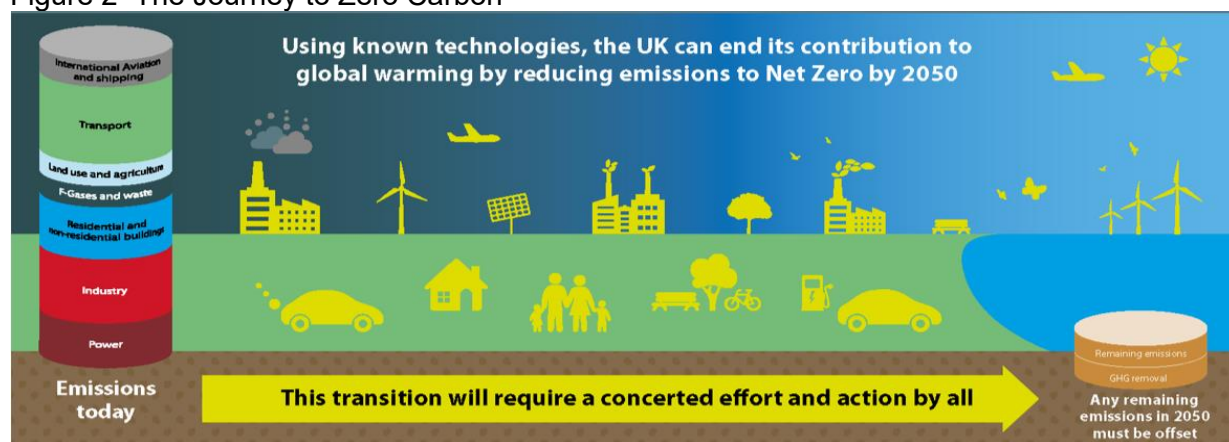 Figure 2 The Journey to Zero Carbon
Using known technologies, the UK can end its contribution to
global warming by reducing emissions to Net Zero by 2050
International Aviation
and shipping
Transport
Land use and agriculture
F-Gases and waste
Residential and
non-residential buildings
Industry
Power
Emissions
today
This transition will require a concerted effort and action by all
Remaining emissions
GHG removal
Any remaining
emissions in 2050
must be offset